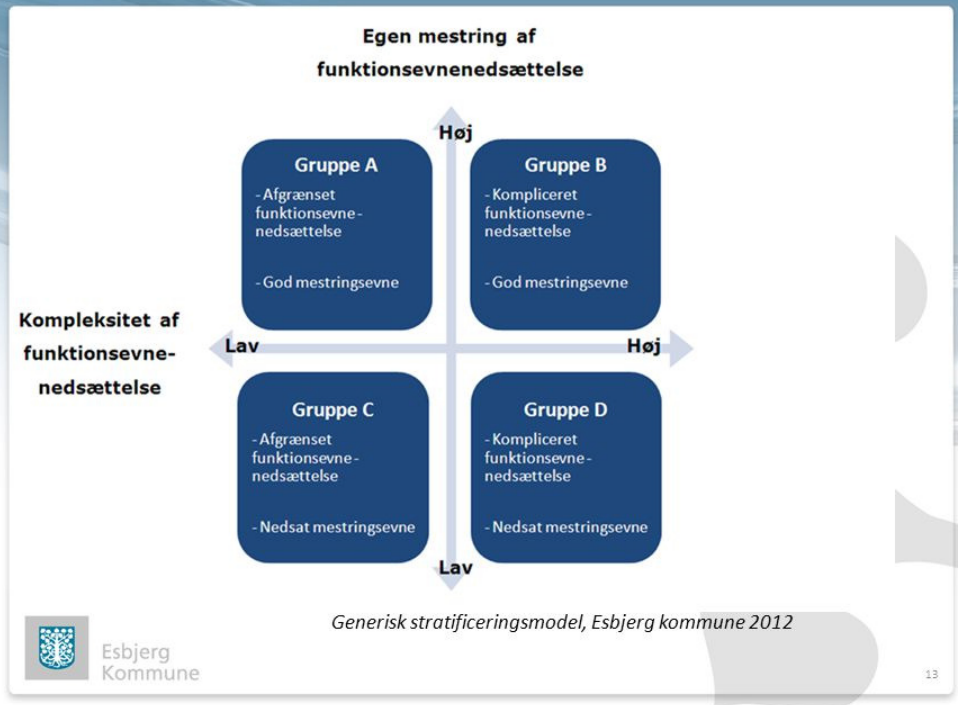 Egen mestring af
funktionsevnenedsættelse
Høj
Gruppe A
- Afgrænset
funktionsevne-
nedsættelse
- God mestringsevne
Gruppe B
- Kompliceret
funktionsevne-
nedsættelse
- God mestringsevne
Kompleksitet af
funktionsevne-
nedsættelse
Lav
Høj
Gruppe C
- Afgrænset
funktionsevne-
nedsættelse
- Nedsat mestringsevne
Gruppe D
- Kompliceret
funktionsevne-
nedsættelse
- Nedsat mestringsevne
Lav
Generisk stratificeringsmodel, Esbjerg kommune 2012
Esbjerg
Kommune
13